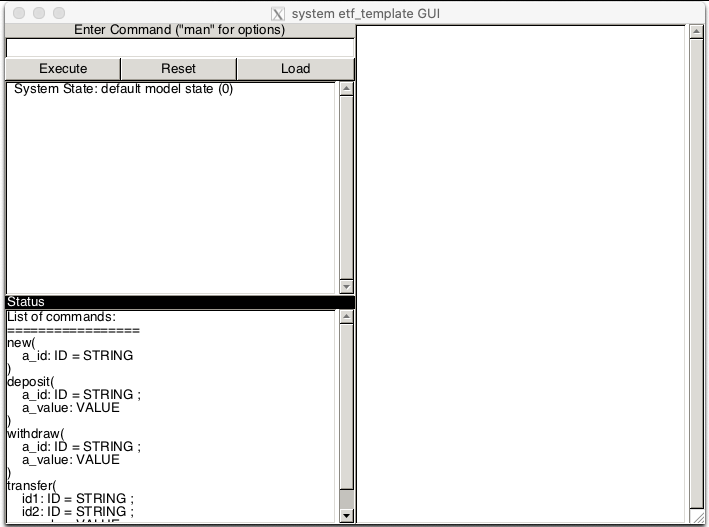 system etf_template GUI
Enter Command ("man" for options)
Execute Reset Load
System State: default model state (0)
Status
List of commands:
=================
new(
a_id: ID = STRING
)
deposit(
a_id: ID = STRING ;
a_value: VALUE
)
withdraw(
a_id: ID = STRING ;
a_value: VALUE
)
transfer(
id1: ID = STRING ;
id2: ID = STRING ;